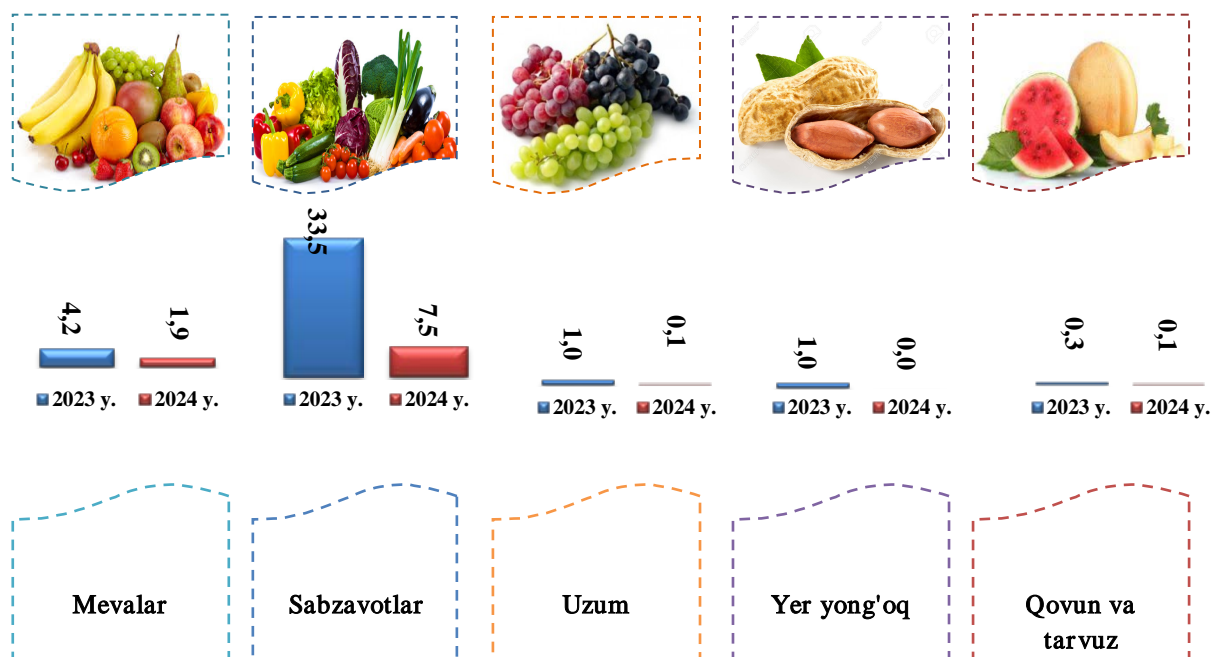 4,2
1,9
2023 y.
2024 y.
33,5
7,5
2023 y.
2024 y.
1,0
0,1
2023 y.
2024 y.
1,0
0,0
2023 y.
2024 y.
0,3
0,1
2023 y.
2024 y.
Mevalar
Sabzavotlar
Uzum
Yer yong'oq
Qovun va
tarvuz